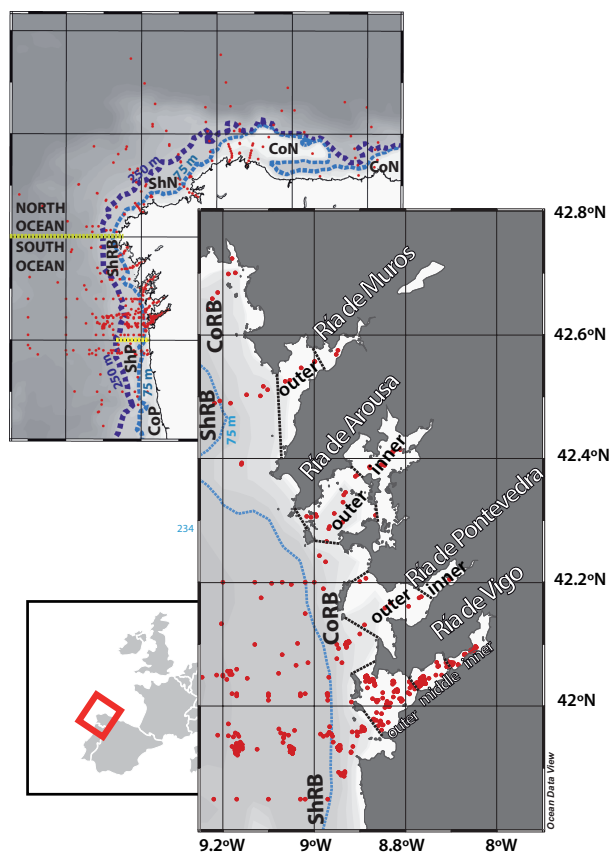 CoN
CoN
250 m
75 m
ShN
NORTH
OCEAN
SOUTH
OCEAN
ShRB
ShP
250 m
75 m
CoP
42.8ºN
42.6ºN
42.4ºN
42.2ºN
42ºN
CoRB
Ría de Muros
outer
ShRB
75 m
Ría de Arousa
inner
outer
234
Ría de Pontevedra
outer
inner
CoRB
Ría de Vigo
outer middle inner
ShRB
Ocean Data View
9.2ºW
9ºW
8.8ºW
8ºW